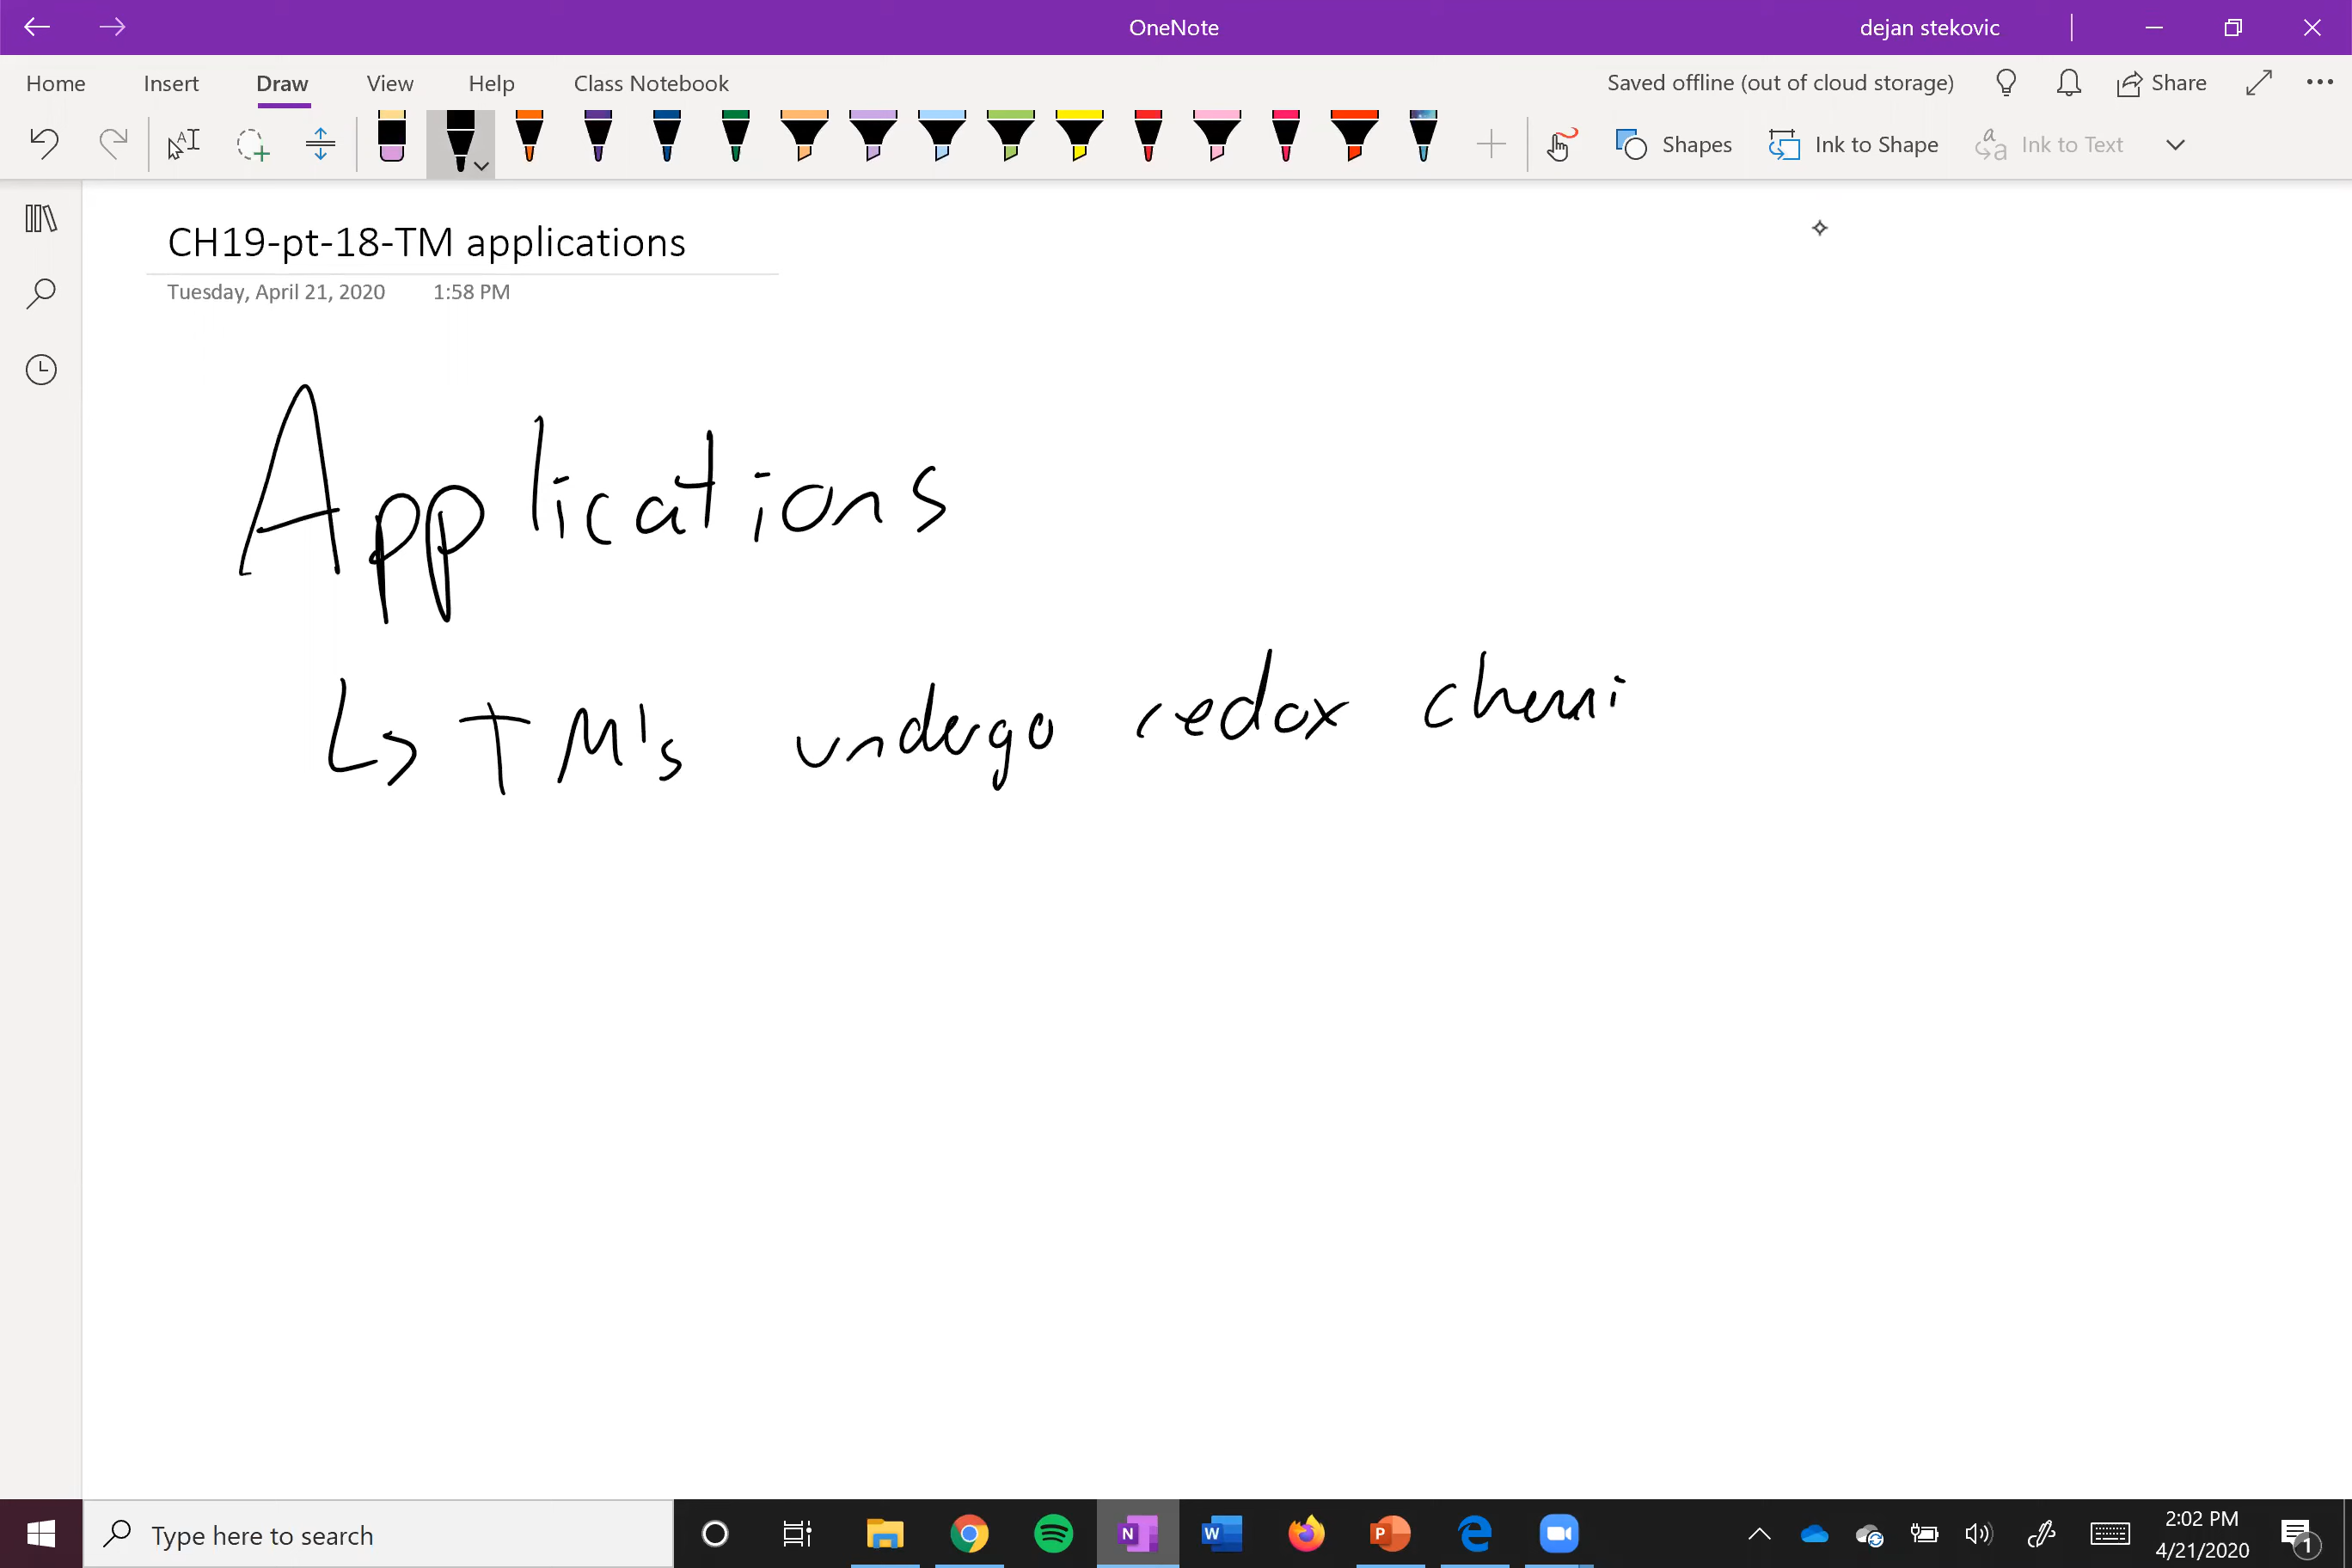 OneNote
dejan stekovic
Home Insert Draw View Help Class Notebook
Saved offline (out of cloud storage)
Share
Shapes
Ink to Shape
Ink to Text
CH19-pt-18-TM applications
Tuesday, April 21, 2020 1:58 PM
Applications
TM's undergo redox chemi
Type here to search
2:02 PM
4/21/2020
1